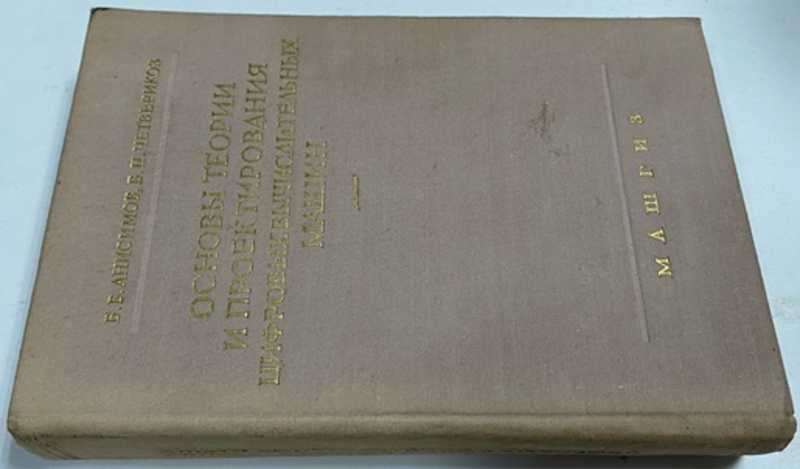 Б. В. АНИСИМОВ, В. Н. ЧЕТВЕРИКОВ
ОСНОВЫ ТЕОРИИ
И ПРОЕКТИРОВАНИЯ
ЦИФРОВЫХ ВЫЧИСЛИТЕЛЬНЫХ
МАШИН
МАШГИЗ